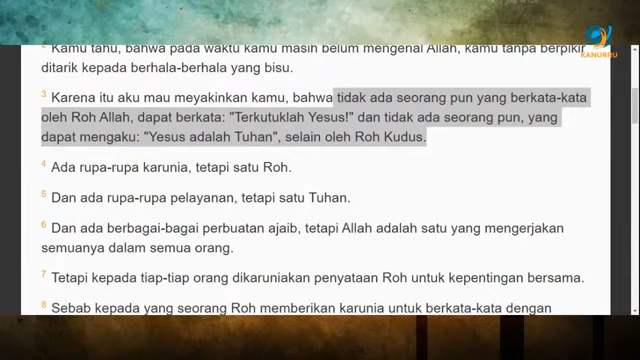 KANURIKU
2 Kamu tahu, bahwa pada waktu kamu masih belum mengenal Allah, kamu tanpa berpikir
ditarik kepada berhala-berhala yang bisu.
3 Karena itu aku mau meyakinkan kamu, bahwa tidak ada seorang pun yang berkata-kata
oleh Roh Allah, dapat berkata: "Terkutuklah Yesus!" dan tidak ada seorang pun, yang
dapat mengaku: "Yesus adalah Tuhan", selain oleh Roh Kudus.
4 Ada rupa-rupa karunia, tetapi satu Roh.
5 Dan ada rupa-rupa pelayanan, tetapi satu Tuhan.
6 Dan ada berbagai-bagai perbuatan ajaib, tetapi Allah adalah satu yang mengerjakan
semuanya dalam semua orang.
7 Tetapi kepada tiap-tiap orang dikaruniakan penyataan Roh untuk kepentingan bersama.
8 Sebab kepada yang seorang Roh memberikan karunia untuk berkata-kata dengan